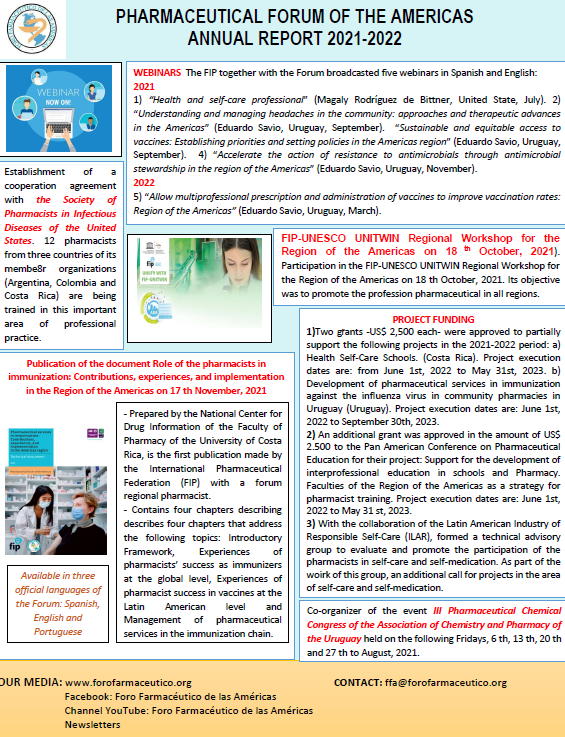 PHARMACEUTICAL FORUM OF THE AMERICAS
ANNUAL REPORT 2021-2022
WEBINAR
NOW ON!
WEBINARS The FIP together with the Forum broadcasted five webinars in Spanish and English:
2021
1) “Health and self-care professional” (Magaly Rodríguez de Bittner, United State, July). 2)
“Understanding and managing headaches in the community: approaches and therapeutic advances
in the Americas” (Eduardo Savio, Uruguay, September). “Sustainable and equitable access to
vaccines: Establishing priorities and setting policies in the Americas region” (Eduardo Savio, Uruguay,
September). 4) “Accelerate the action of resistance to antimicrobials through antimicrobial
stewardship in the region of the Americas” (Eduardo Savio, Uruguay, November).
2022
5) “Allow multiprofessional prescription and administration of vaccines to improve vaccination rates:
Region of the Americas” (Eduardo Savio, Uruguay, March).
Establishment of a
cooperation agreement
with the Society of
Pharmacists in Infectious
Diseases of the United
States. 12 pharmacists
from three countries of its
membe8r organizations
(Argentina, Colombia and
Costa Rica) are being
trained in this important
area of professional
practice.
fip
UNITY WITH
FIP-UNITWIN
FIP-UNESCO UNITWIN Regional Workshop for the
Region of the Americas on 18 th October, 2021).
Participation in the FIP-UNESCO UNITWIN Regional Workshop for
the Region of the Americas on 18 th October, 2021. Its objective
was to promote the profession pharmaceutical in all regions.
PROJECT FUNDING
1)Two grants -US$ 2,500 each- were approved to partially
support the following projects in the 2021-2022 period: a)
Health Self-Care Schools. (Costa Rica). Project execution
dates are: from June 1st, 2022 to May 31st, 2023. b)
Development of pharmaceutical services in immunization
against the influenza virus in community pharmacies in
Uruguay (Uruguay). Project execution dates are: June 1st,
2022 to September 30th, 2023.
2) An additional grant was approved in the amount of US$
2.500 to the Pan American Conference on Pharmaceutical
Education for their project: Support for the development of
interprofessional education in schools and Pharmacy.
Faculties of the Region of the Americas as a strategy for
pharmacist training. Project execution dates are: June 1st,
2022 to May 31 st, 2023.
3) With the collaboration of the Latin American Industry of
Responsible Self-Care (ILAR), formed a technical advisory
group to evaluate and promote the participation of the
pharmacists in self-care and self-medication. As part of the
work of this group, an additional call for projects in the area
of self-care and self-medication.
Publication of the document Role of the pharmacists in
immunization: Contributions, experiences, and implementation
in the Region of the Americas on 17 th November, 2021
fip
- Prepared by the National Center for
Drug Information of the Faculty of
Pharmacy of the University of Costa
Rica, is the first publication made by
the International Pharmaceutical
Federation (FIP) with a forum
regional pharmacist.
- Contains four chapters describing
describes four chapters that address
the following topics: Introductory
Framework, Experiences of
pharmacists’ success as immunizers
at the global level, Experiences of
pharmacist success in vaccines at the
Latin American level and
Management of pharmaceutical
services in the immunization chain.
Available in three
official languages of
the Forum: Spanish,
English and
Portuguese
Co-organizer of the event III Pharmaceutical Chemical
Congress of the Association of Chemistry and Pharmacy of
the Uruguay held on the following Fridays, 6 th, 13 th, 20 th
and 27 th to August, 2021.
OUR MEDIA: www.forofarmaceutico.org
Facebook: Foro Farmacéutico de las Américas
Channel YouTube: Foro Farmacéutico de las Américas
Newsletters
CONTACT: ffa@forofarmaceutico.org